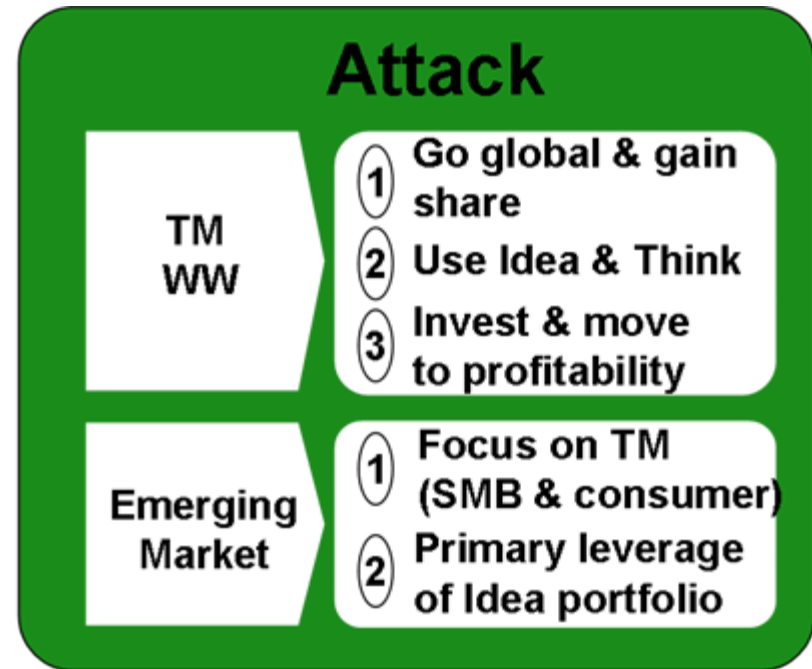 Attack
TM
WW
1 Go global & gain
share
2 Use Idea & Think
3 Invest & move
to profitability
Emerging
Market
1 Focus on TM
(SMB & consumer)
2 Primary leverage
of Idea portfolio